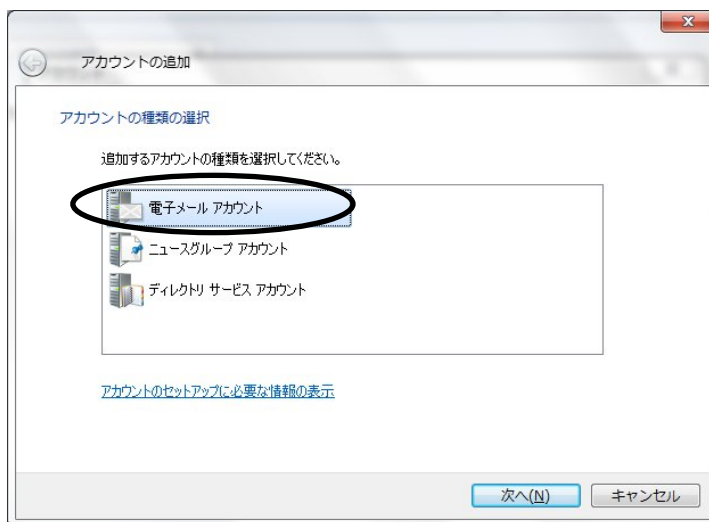 アカウントの追加
アカウントの種類の選択
追加するアカウントの種類を選択してください。
電子メール アカウント
ニュースグループ アカウント
ディレクトリ サービス アカウント
アカウントのセットアップに必要な情報の表示
次へ(N)
キャンセル